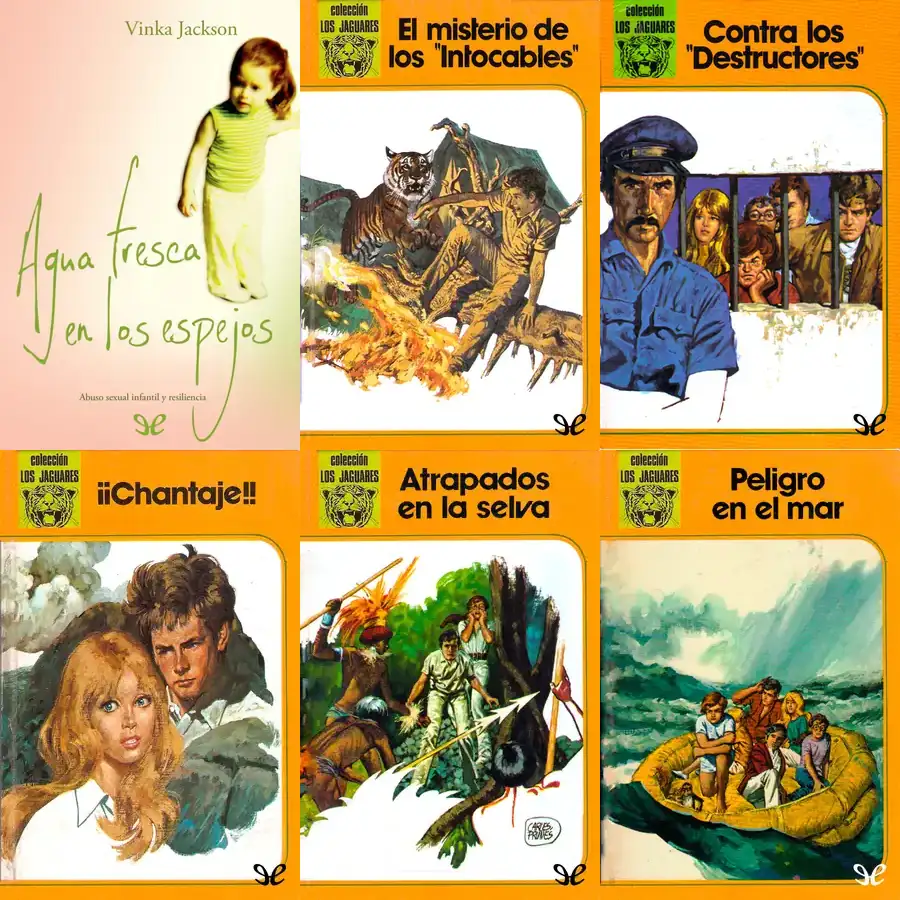 Vinka Jackson
Agua fresca
en los espejos
Abuso sexual infantil y resiliencia
colección
LOS JAGUARES
El misterio de
los "Intocables"
colección
LOS JAGUARES
Contra los
"Destructores"
colección
LOS JAGUARES
¡¡Chantaje!!
colección
LOS JAGUARES
Atrapados
en la selva
CARLES
PRUNÉS
colección
LOS JAGUARES
Peligro
en el mar